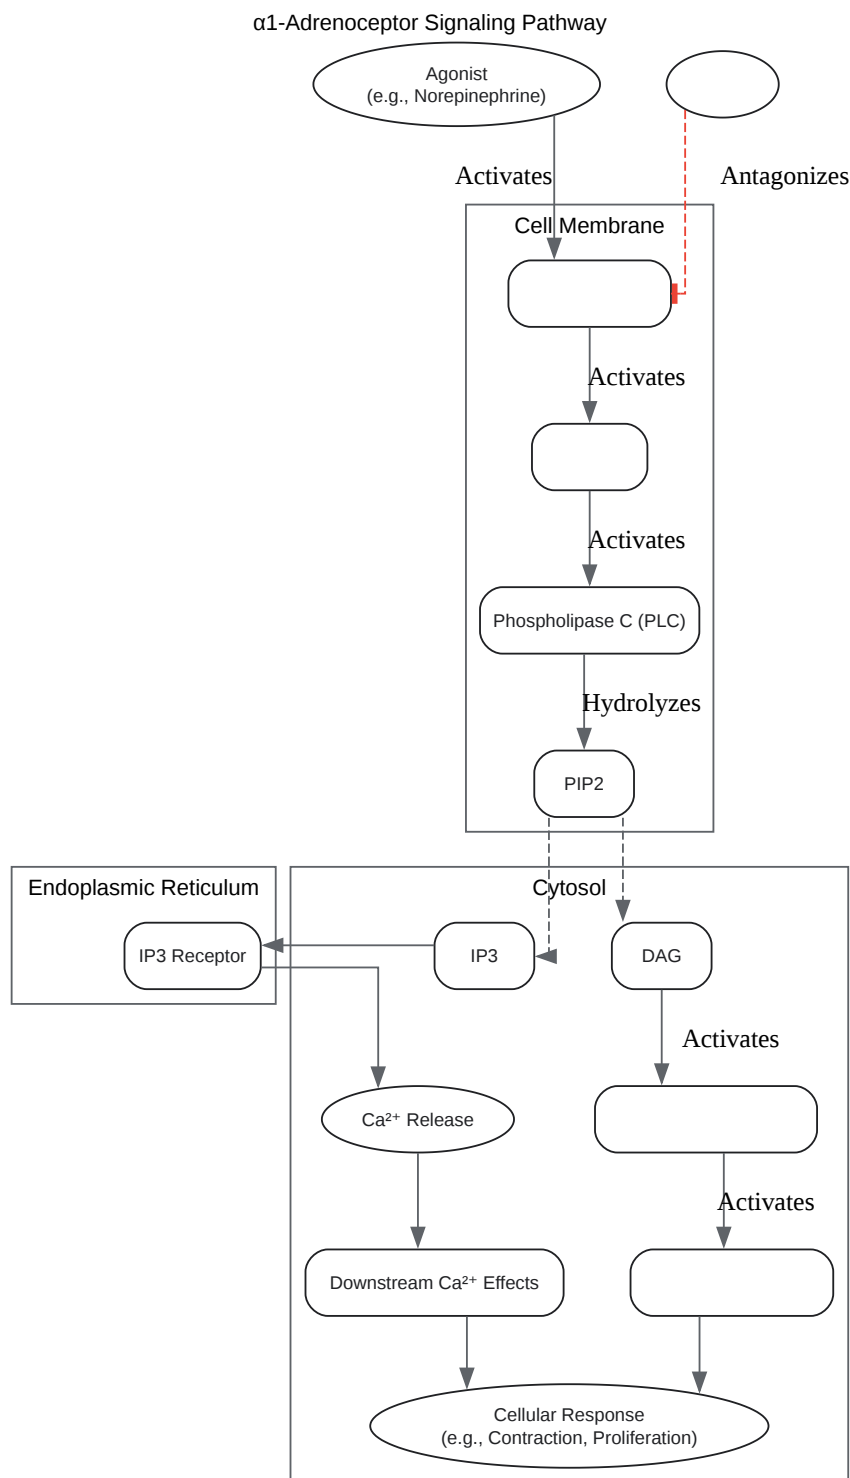 α1-Adrenoceptor Signaling Pathway
Agonist
(e.g., Norepinephrine)
Activates
Antagonizes
Cell Membrane
Activates
Activates
Phospholipase C (PLC)
Hydrolyzes
PIP2
Endoplasmic Reticulum
Cytosol
IP3 Receptor
IP3
DAG
Activates
Ca²⁺ Release
Activates
Downstream Ca²⁺ Effects
Cellular Response
(e.g., Contraction, Proliferation)